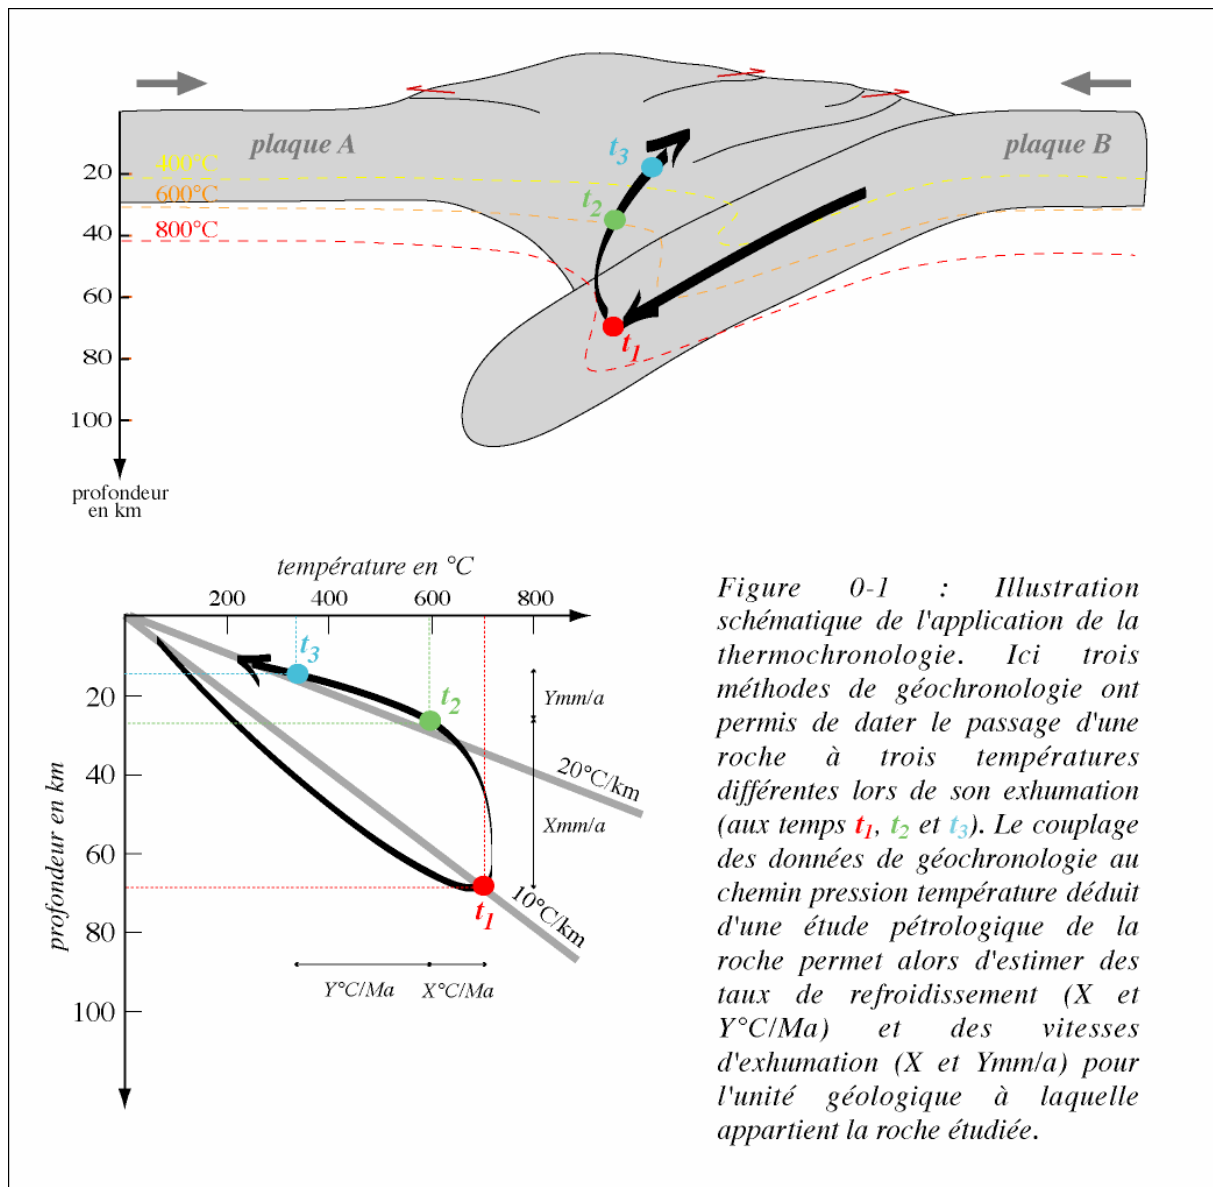 plaque A
plaque B
400°C
600°C
800°C
20
40
60
80
100
profondeur
en km
t3
t2
t1
température en °C
200
400
600
800
20
40
60
80
100
profondeur en km
t3
t2
t1
20°C/km
10°C/km
Ymm/a
Xmm/a
Y°C/Ma
X°C/Ma
Figure 0-1 : Illustration
schématique de l'application de la
thermochronologie. Ici trois
méthodes de géochronologie ont
permis de dater le passage d'une
roche à trois températures
différentes lors de son exhumation
(aux temps t1, t2 et t3). Le couplage
des données de géochronologie au
chemin pression température déduit
d'une étude pétrologique de la
roche permet alors d'estimer des
taux de refroidissement (X et
Y°C/Ma) et des vitesses
d'exhumation (X et Ymm/a) pour
l'unité géologique à laquelle
appartient la roche étudiée.